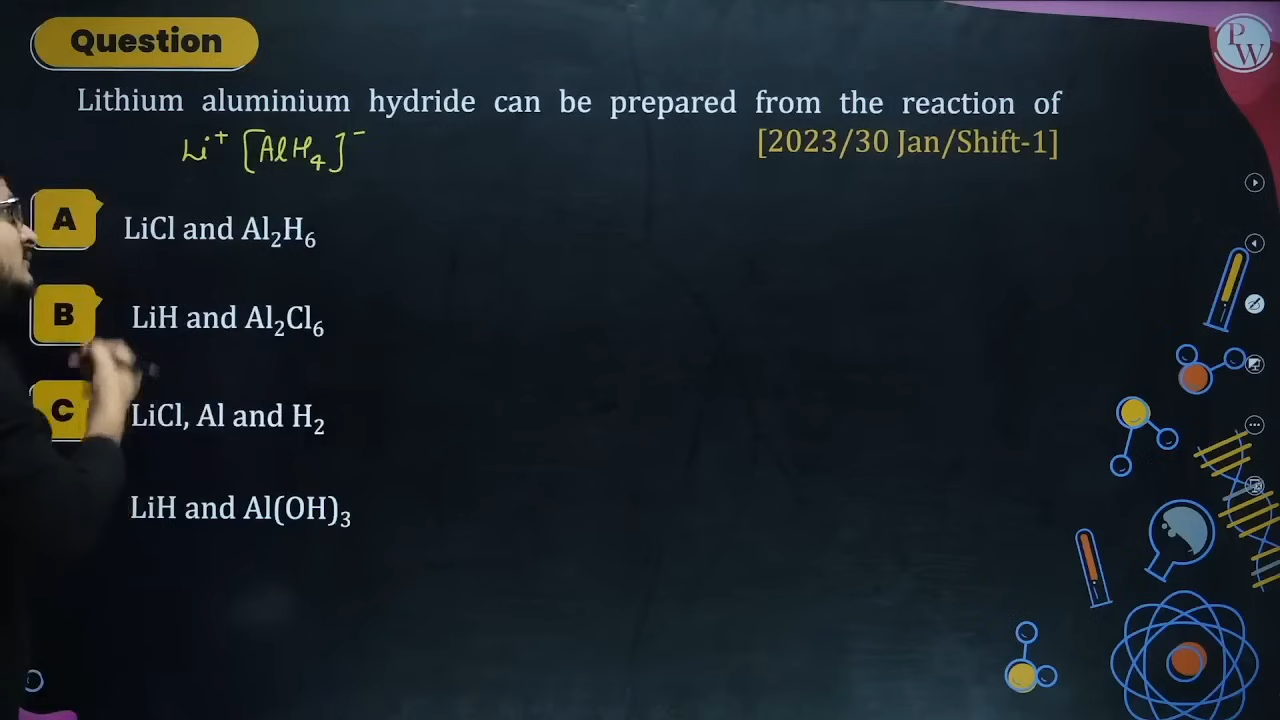 Question
PW
Lithium aluminium hydride can be prepared from the reaction of
Li⁺ [AlH₄]⁻ [2023/30 Jan/Shift-1]
A LiCl and Al₂H₆
B LiH and Al₂Cl₆
C LiCl, Al and H₂
LiH and Al(OH)₃